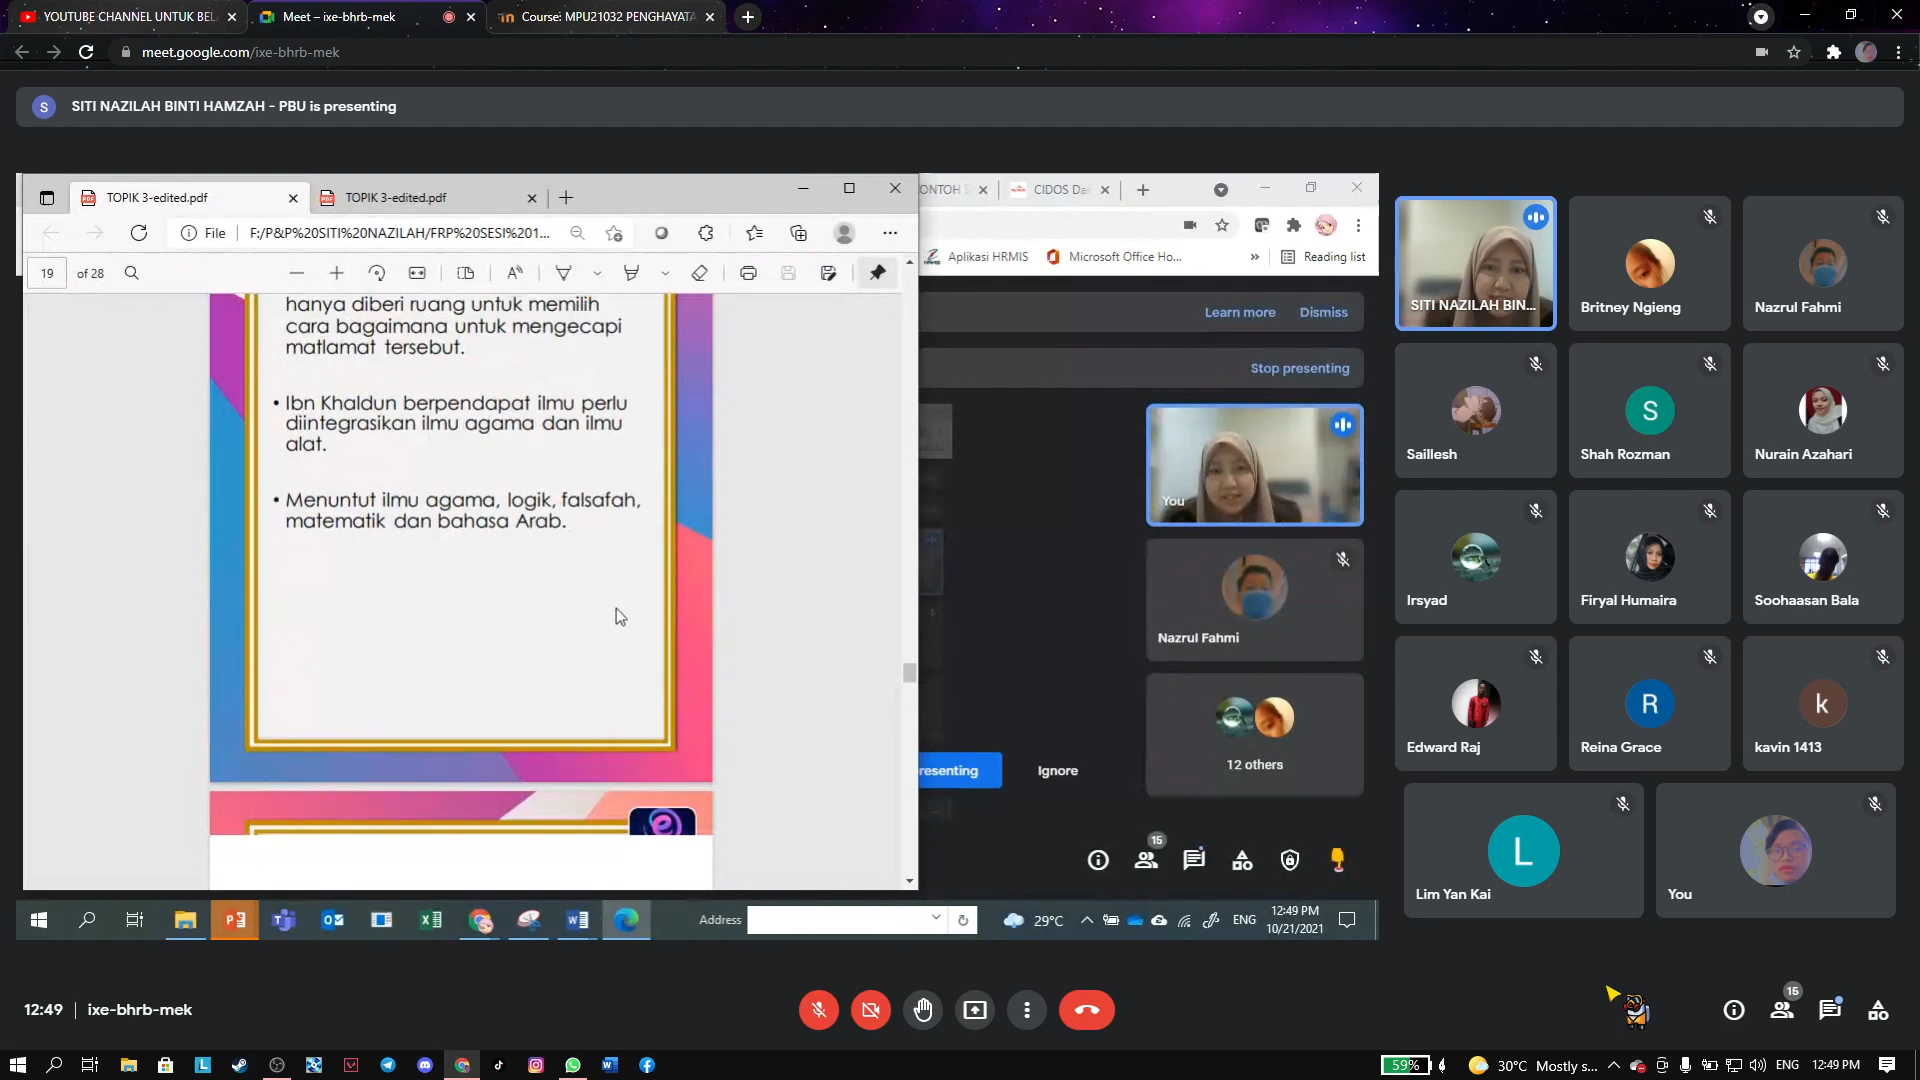 YOUTUBE CHANNEL UNTUK BEL
Meet – ixe-bhrb-mek
Course: MPU21032 PENGHAYATA
meet.google.com/ixe-bhrb-mek
S
SITI NAZILAH BINTI HAMZAH - PBU is presenting
TOPIK 3-edited.pdf
TOPIK 3-edited.pdf
ONTOH S
CIDOS Das
File
F:/P&P%20SITI%20NAZILAH/FRP%20SESI%201...
Aplikasi HRMIS
Microsoft Office Ho...
Reading list
19
of 28
hanya diberi ruang untuk memilih
cara bagaimana untuk mengecapi
matlamat tersebut.
• Ibn Khaldun berpendapat ilmu perlu
diintegrasikan ilmu agama dan ilmu
alat.
• Menuntut ilmu agama, logik, falsafah,
matematik dan bahasa Arab.
Learn more
Dismiss
Stop presenting
You
Nazrul Fahmi
12 others
resenting
Ignore
15
Address
29°C
ENG
12:49 PM
10/21/2021
SITI NAZILAH BIN...
Britney Ngieng
Nazrul Fahmi
Saillesh
S
Shah Rozman
Nurain Azahari
Irsyad
Firyal Humaira
Soohaasan Bala
Edward Raj
R
Reina Grace
k
kavin 1413
L
Lim Yan Kai
You
12:49
ixe-bhrb-mek
15
59%
30°C Mostly s...
ENG
12:49 PM